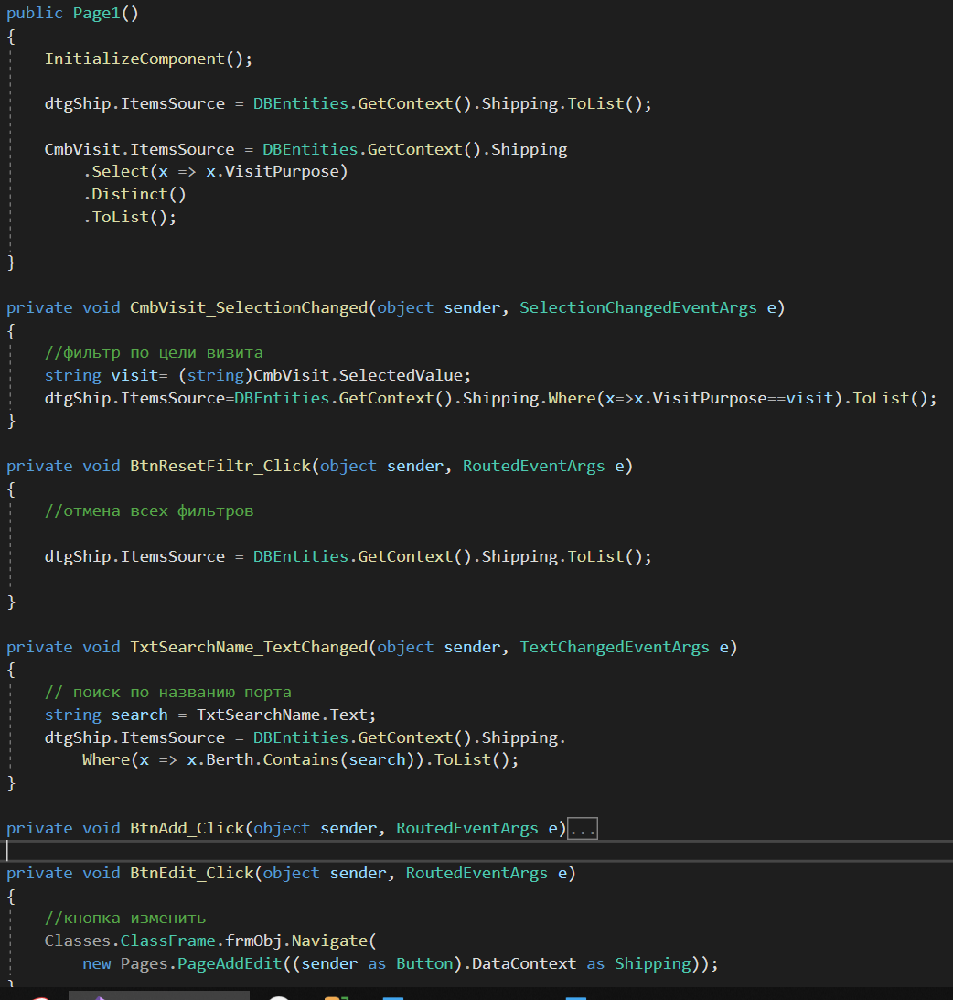 public Page1()
{
InitializeComponent();
dtgShip.ItemsSource = DBEntities.GetContext().Shipping.ToList();
CmbVisit.ItemsSource = DBEntities.GetContext().Shipping
.Select(x => x.VisitPurpose)
.Distinct()
.ToList();
}
private void CmbVisit_SelectionChanged(object sender, SelectionChangedEventArgs e)
{
//фильтр по цели визита
string visit= (string)CmbVisit.SelectedValue;
dtgShip.ItemsSource=DBEntities.GetContext().Shipping.Where(x=>x.VisitPurpose==visit).ToList();
}
private void BtnResetFiltr_Click(object sender, RoutedEventArgs e)
{
//отмена всех фильтров
dtgShip.ItemsSource = DBEntities.GetContext().Shipping.ToList();
}
private void TxtSearchName_TextChanged(object sender, TextChangedEventArgs e)
{
// поиск по названию порта
string search = TxtSearchName.Text;
dtgShip.ItemsSource = DBEntities.GetContext().Shipping.
Where(x => x.Berth.Contains(search)).ToList();
}
private void BtnAdd_Click(object sender, RoutedEventArgs e)...
private void BtnEdit_Click(object sender, RoutedEventArgs e)
{
//кнопка изменить
Classes.ClassFrame.frmObj.Navigate(
new Pages.PageAddEdit((sender as Button).DataContext as Shipping));
}